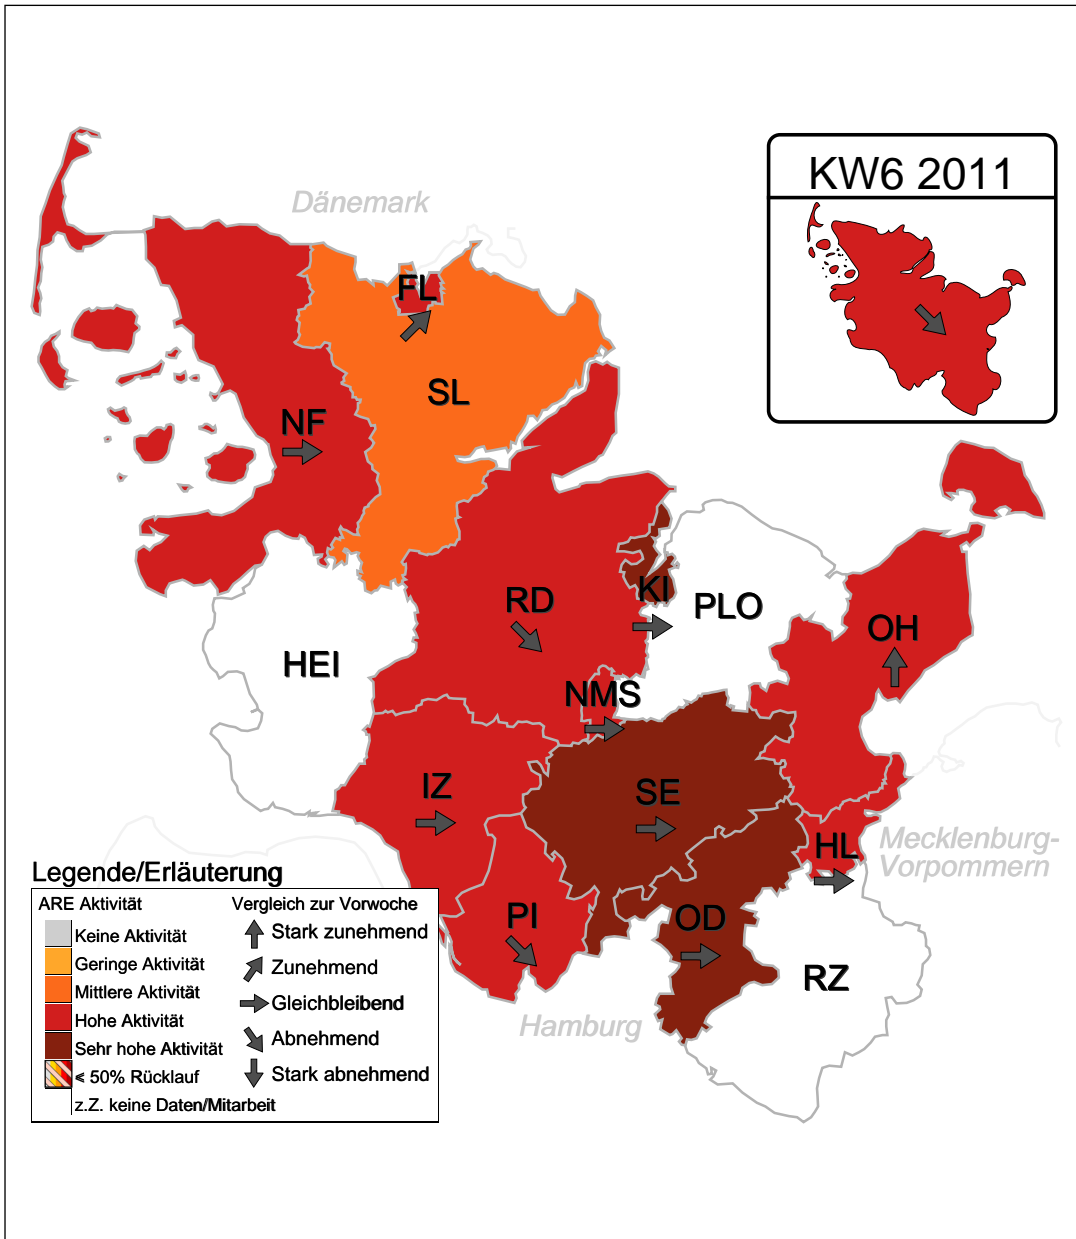 KW6 2011
Dänemark
FL
SL
NF
KI
RD
PLO
OH
HEI
NMS
IZ
SE
HL
Mecklenburg-
Vorpommern
PI
OD
RZ
Hamburg
Legende/Erläuterung
ARE Aktivität
Keine Aktivität
Geringe Aktivität
Mittlere Aktivität
Hohe Aktivität
Sehr hohe Aktivität
≤ 50% Rücklauf
z.Z. keine Daten/Mitarbeit
Vergleich zur Vorwoche
Stark zunehmend
Zunehmend
Gleichbleibend
Abnehmend
Stark abnehmend